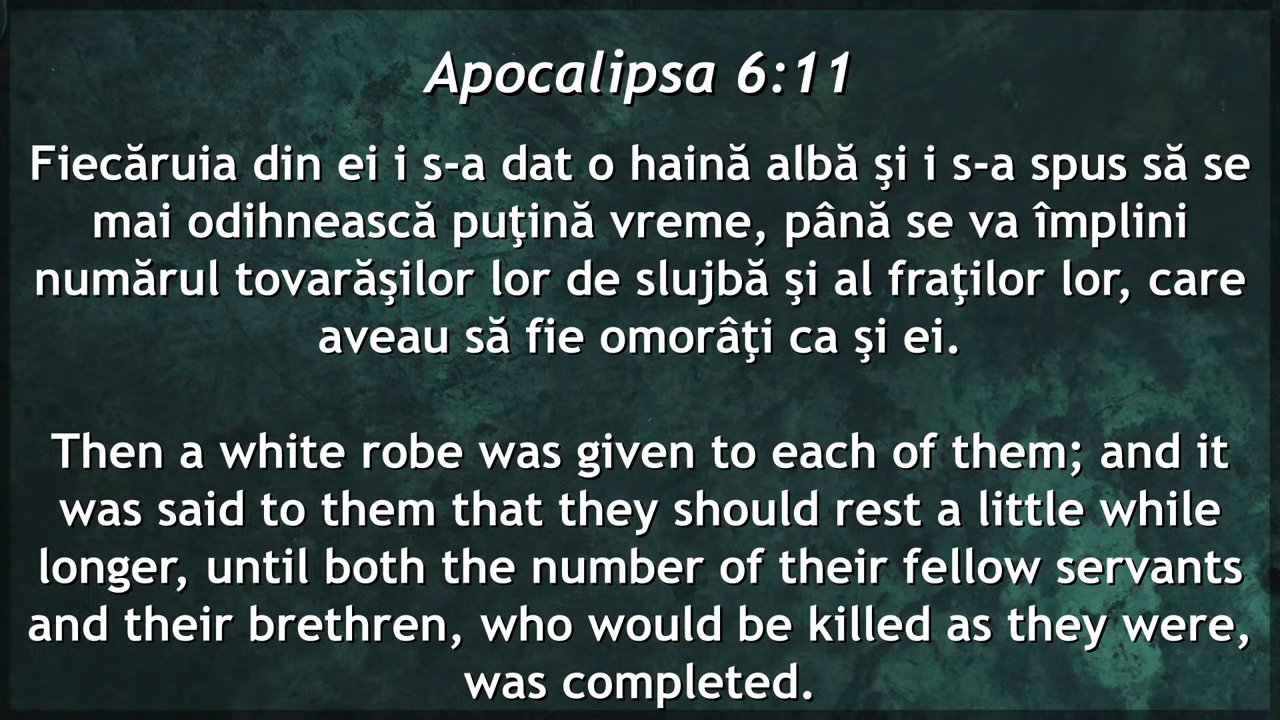 Apocalipsa 6:11
Fiecăruia din ei i s-a dat o haină albă şi i s-a spus să se
mai odihnească puţină vreme, până se va împlini
numărul tovarăşilor lor de slujbă şi al fraţilor lor, care
aveau să fie omorâţi ca şi ei.
Then a white robe was given to each of them; and it
was said to them that they should rest a little while
longer, until both the number of their fellow servants
and their brethren, who would be killed as they were,
was completed.